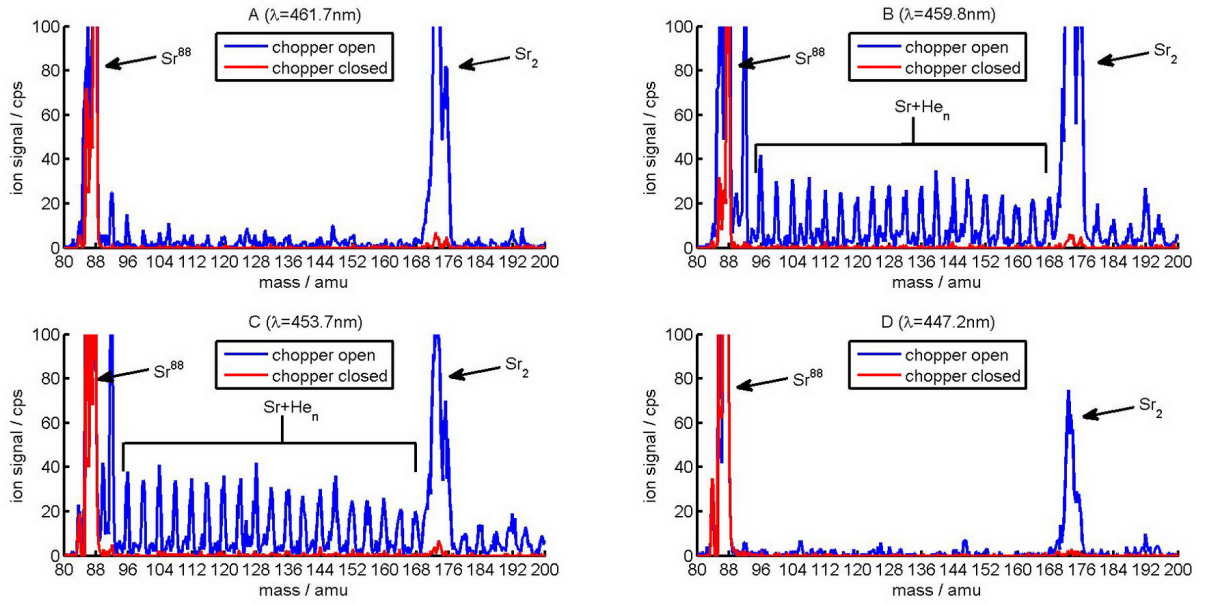 A (λ=461.7nm)
ion signal / cps
100
80
60
40
20
0
chopper open
chopper closed
Sr88
Sr2
80 88 96 104 112 120 128 136 144 152 160 168 176 184 192 200
mass / amu
B (λ=459.8nm)
ion signal / cps
100
80
60
40
20
0
chopper open
chopper closed
Sr88
Sr2
Sr+Hen
80 88 96 104 112 120 128 136 144 152 160 168 176 184 192 200
mass / amu
C (λ=453.7nm)
ion signal / cps
100
80
60
40
20
0
chopper open
chopper closed
Sr88
Sr2
Sr+Hen
80 88 96 104 112 120 128 136 144 152 160 168 176 184 192 200
mass / amu
D (λ=447.2nm)
ion signal / cps
100
80
60
40
20
0
chopper open
chopper closed
Sr88
Sr2
80 88 96 104 112 120 128 136 144 152 160 168 176 184 192 200
mass / amu